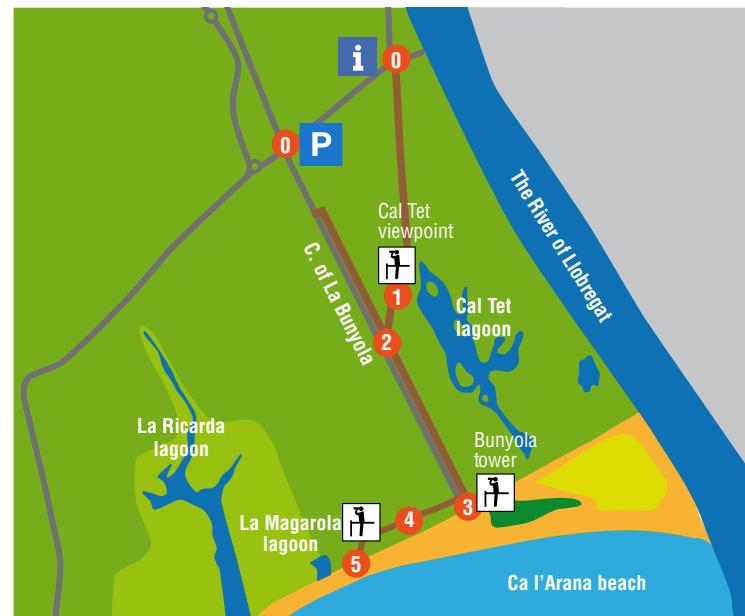 i
0
0
P
Cal Tet
viewpoint
The River of Llobregat
C. of La Bunyola
1
Cal Tet
lagoon
2
La Ricarda
lagoon
Bunyola
tower
3
4
La Magarola
lagoon
5
Ca l'Arana beach